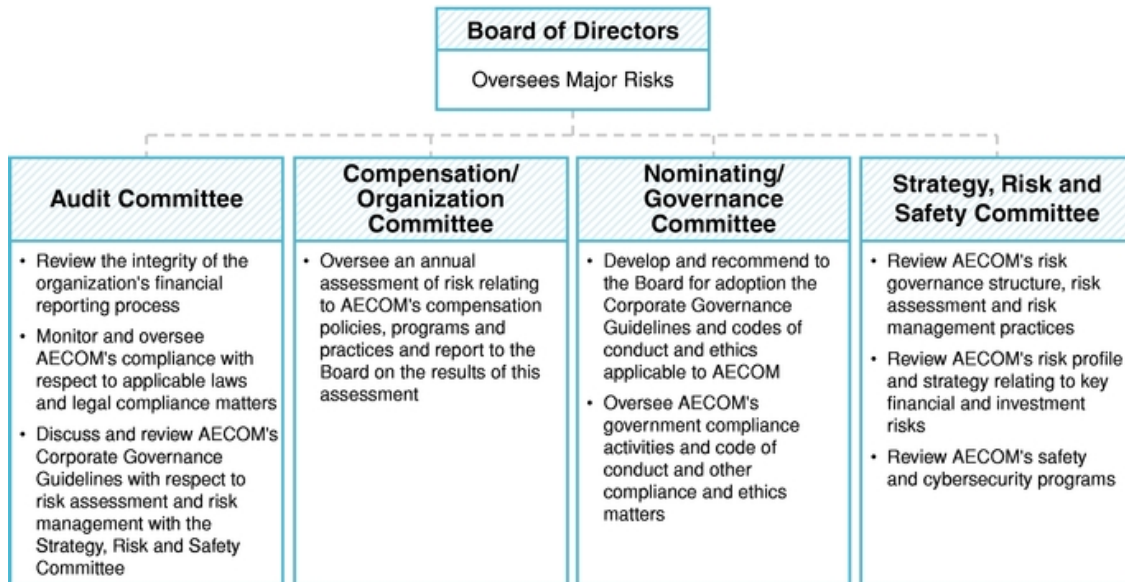 Board of Directors
Oversees Major Risks
Audit Committee
• Review the integrity of the
organization's financial
reporting process
• Monitor and oversee
AECOM's compliance with
respect to applicable laws
and legal compliance matters
• Discuss and review AECOM's
Corporate Governance
Guidelines with respect to
risk assessment and risk
management with the
Strategy, Risk and Safety
Committee
Compensation/
Organization
Committee
• Oversee an annual
assessment of risk relating
to AECOM's compensation
policies, programs and
practices and report to the
Board on the results of this
assessment
Nominating/
Governance
Committee
• Develop and recommend to
the Board for adoption the
Corporate Governance
Guidelines and codes of
conduct and ethics
applicable to AECOM
• Oversee AECOM's
government compliance
activities and code of
conduct and other
compliance and ethics
matters
Strategy, Risk and
Safety Committee
• Review AECOM's risk
governance structure, risk
assessment and risk
management practices
• Review AECOM's risk profile
and strategy relating to key
financial and investment
risks
• Review AECOM's safety
and cybersecurity programs